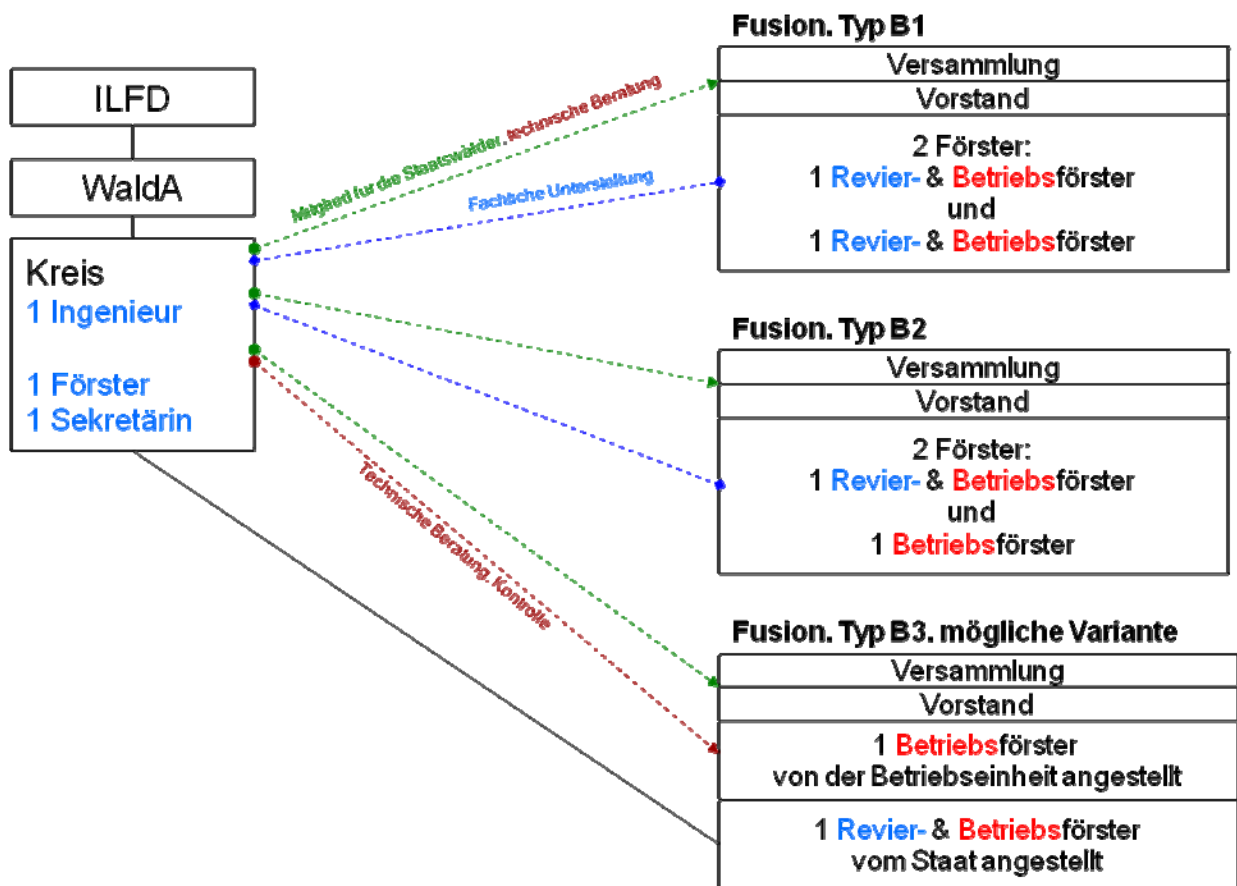 ILFD
WaldA
Kreis
1 Ingenieur
1 Förster
1 Sekretärin
Mitglied für die Staatswälder, technische Beratung
Fachliche Unterstellung
Technische Beratung, Kontrolle
Fusion. Typ B1
Versammlung
Vorstand
2 Förster:
1 Revier- & Betriebsförster
und
1 Revier- & Betriebsförster
Fusion. Typ B2
Versammlung
Vorstand
2 Förster:
1 Revier- & Betriebsförster
und
1 Betriebsförster
Fusion. Typ B3. mögliche Variante
Versammlung
Vorstand
1 Betriebsförster
von der Betriebseinheit angestellt
1 Revier- & Betriebsförster
vom Staat angestellt